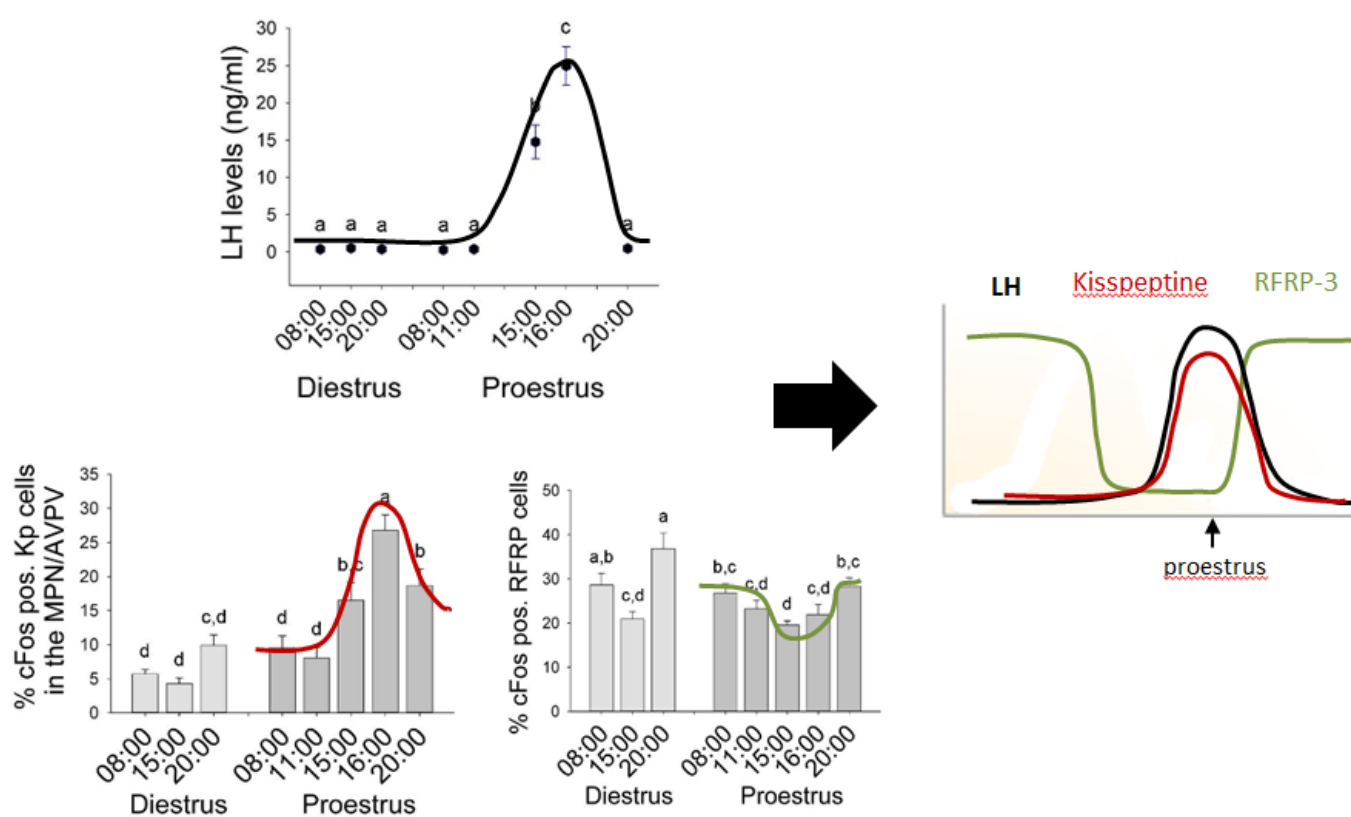 30
25
20
15
10
5
0
LH levels (ng/ml)
a a a a a b c a
08:00 15:00 20:00 08:00 11:00 15:00 16:00 20:00
Diestrus Proestrus
LH Kisspeptine RFRP-3
proestrus
35
30
25
20
15
10
5
0
% cFos pos. Kp cells
in the MPN/AVPV
d d c,d d d b,c a b
08:00 15:00 20:00 08:00 11:00 15:00 16:00 20:00
Diestrus Proestrus
50
40
30
20
10
0
% cFos pos. RFRP cells
a,b c,d a b,c c,d d c,d b,c
08:00 15:00 20:00 08:00 11:00 15:00 16:00 20:00
Diestrus Proestrus